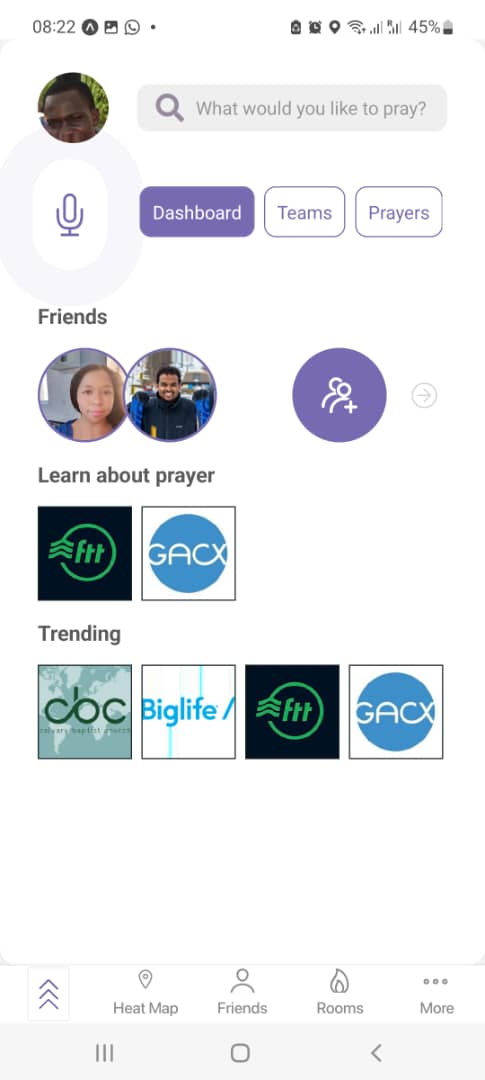 08:22
45%
What would you like to pray?
Dashboard
Teams
Prayers
Friends
Learn about prayer
ftt
GACX
Trending
cbc
calvary baptist church
Biglife /
ftt
GACX
Heat Map
Friends
Rooms
More